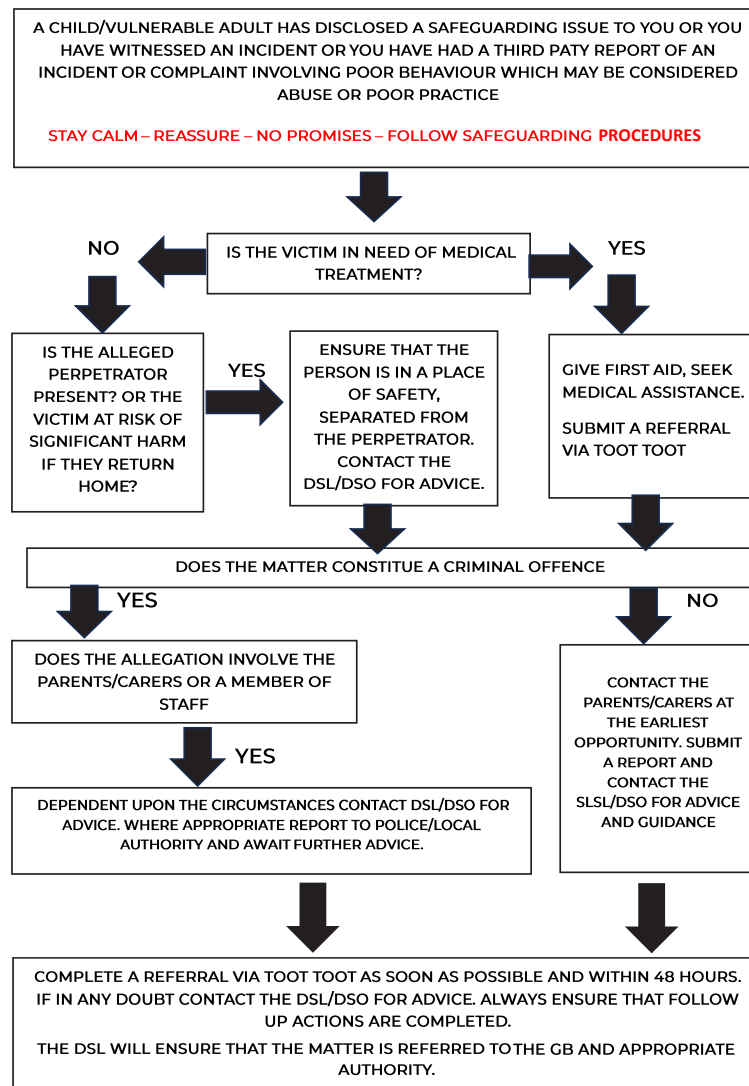 A CHILD/VULNERABLE ADULT HAS DISCLOSED A SAFEGUARDING ISSUE TO YOU OR YOU
HAVE WITNESSED AN INCIDENT OR YOU HAVE HAD A THIRD PATY REPORT OF AN
INCIDENT OR COMPLAINT INVOLVING POOR BEHAVIOUR WHICH MAY BE CONSIDERED
ABUSE OR POOR PRACTICE
STAY CALM – REASSURE – NO PROMISES – FOLLOW SAFEGUARDING PROCEDURES
NO
IS THE VICTIM IN NEED OF MEDICAL
TREATMENT?
YES
IS THE ALLEGED
PERPETRATOR
PRESENT? OR THE
VICTIM AT RISK OF
SIGNIFICANT HARM
IF THEY RETURN
HOME?
YES
ENSURE THAT THE
PERSON IS IN A PLACE
OF SAFETY,
SEPARATED FROM
THE PERPETRATOR.
CONTACT THE
DSL/DSO FOR ADVICE.
GIVE FIRST AID, SEEK
MEDICAL ASSISTANCE.
SUBMIT A REFERRAL
VIA TOOT TOOT
DOES THE MATTER CONSTITUE A CRIMINAL OFFENCE
YES
NO
DOES THE ALLEGATION INVOLVE THE
PARENTS/CARERS OR A MEMBER OF
STAFF
YES
CONTACT THE
PARENTS/CARERS AT
THE EARLIEST
OPPORTUNITY. SUBMIT
A REPORT AND
CONTACT THE
SLSL/DSO FOR ADVICE
AND GUIDANCE
DEPENDENT UPON THE CIRCUMSTANCES CONTACT DSL/DSO FOR
ADVICE. WHERE APPROPRIATE REPORT TO POLICE/LOCAL
AUTHORITY AND AWAIT FURTHER ADVICE.
COMPLETE A REFERRAL VIA TOOT TOOT AS SOON AS POSSIBLE AND WITHIN 48 HOURS.
IF IN ANY DOUBT CONTACT THE DSL/DSO FOR ADVICE. ALWAYS ENSURE THAT FOLLOW
UP ACTIONS ARE COMPLETED.
THE DSL WILL ENSURE THAT THE MATTER IS REFERRED TO THE GB AND APPROPRIATE
AUTHORITY.